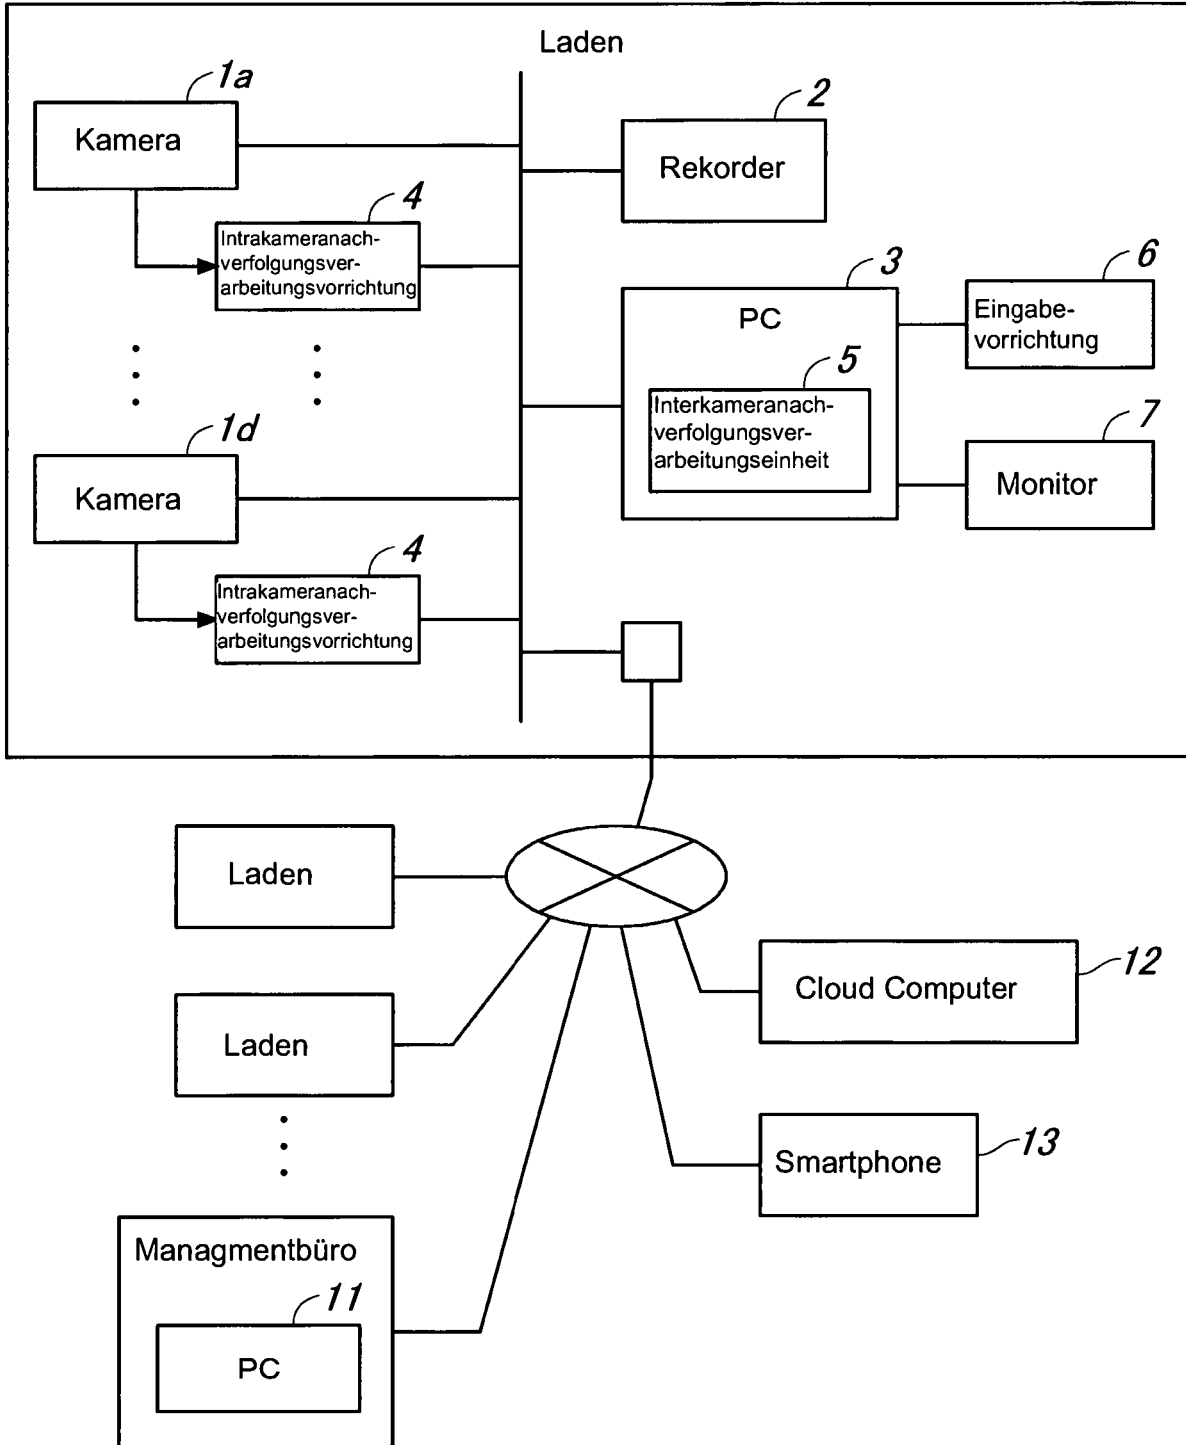 Laden
1a
Kamera
2
Rekorder
4
Intrakameranach-
verfolgungsver-
arbeitungsvorrichtung
3
PC
6
Eingabe-
vorrichtung
5
Interkameranach-
verfolgungsver-
arbeitungseinheit
7
Monitor
1d
Kamera
4
Intrakameranach-
verfolgungsver-
arbeitungsvorrichtung
Laden
Cloud Computer
12
Laden
Smartphone
13
Managmentbüro
11
PC